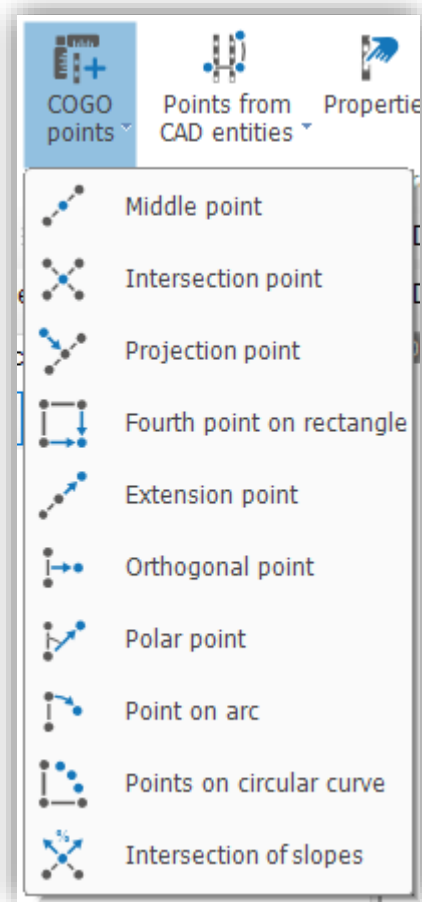 COGO
points
Points from
CAD entities
Middle point
Intersection point
Projection point
Fourth point on rectangle
Extension point
Orthogonal point
Polar point
Point on arc
Points on circular curve
Intersection of slopes